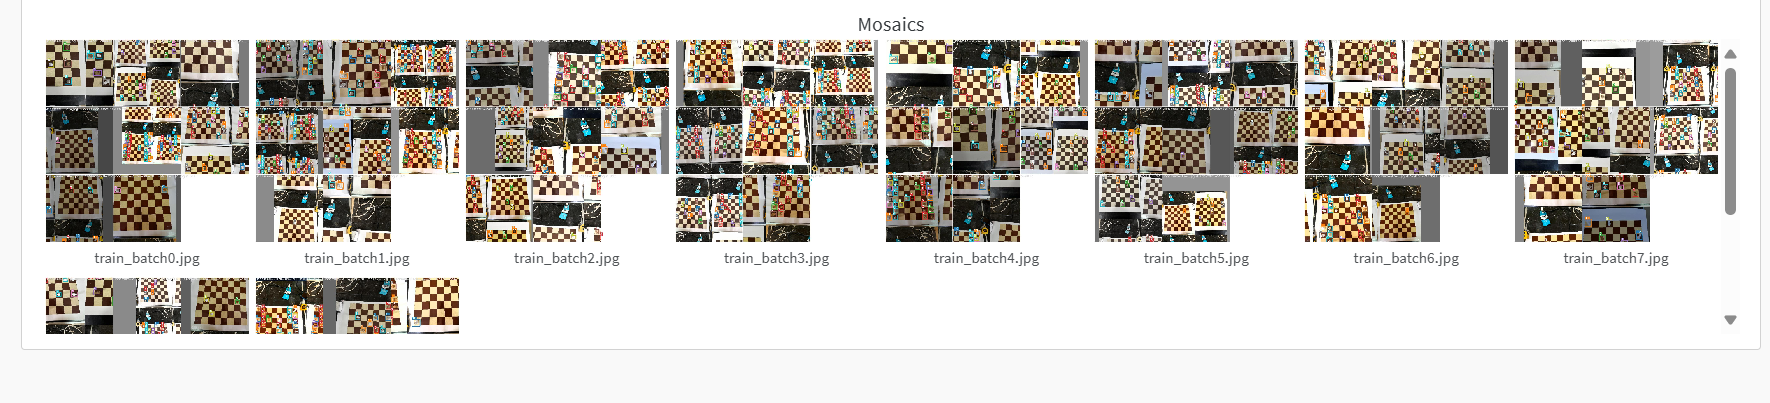 Mosaics
train_batch0.jpg
train_batch1.jpg
train_batch2.jpg
train_batch3.jpg
train_batch4.jpg
train_batch5.jpg
train_batch6.jpg
train_batch7.jpg